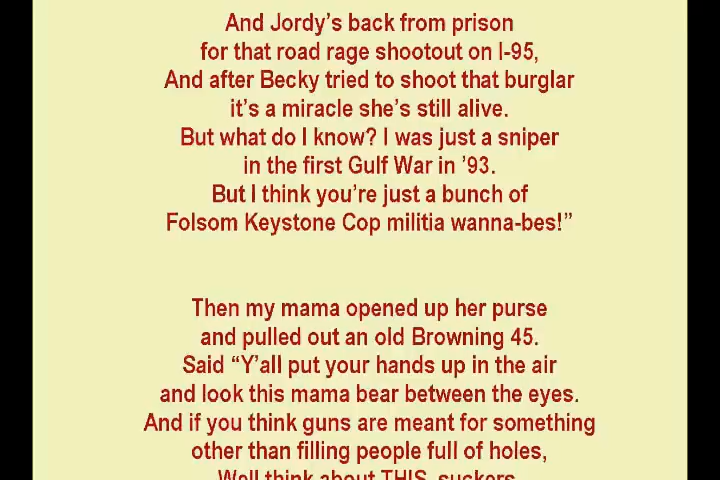 And Jordy's back from prison
for that road rage shootout on I-95,
And after Becky tried to shoot that burglar
it's a miracle she's still alive.
But what do I know? I was just a sniper
in the first Gulf War in '93.
But I think you're just a bunch of
Folsom Keystone Cop militia wanna-bes!”
Then my mama opened up her purse
and pulled out an old Browning 45.
Said “Y'all put your hands up in the air
and look this mama bear between the eyes.
And if you think guns are meant for something
other than filling people full of holes,
Well think about THIS, suckers